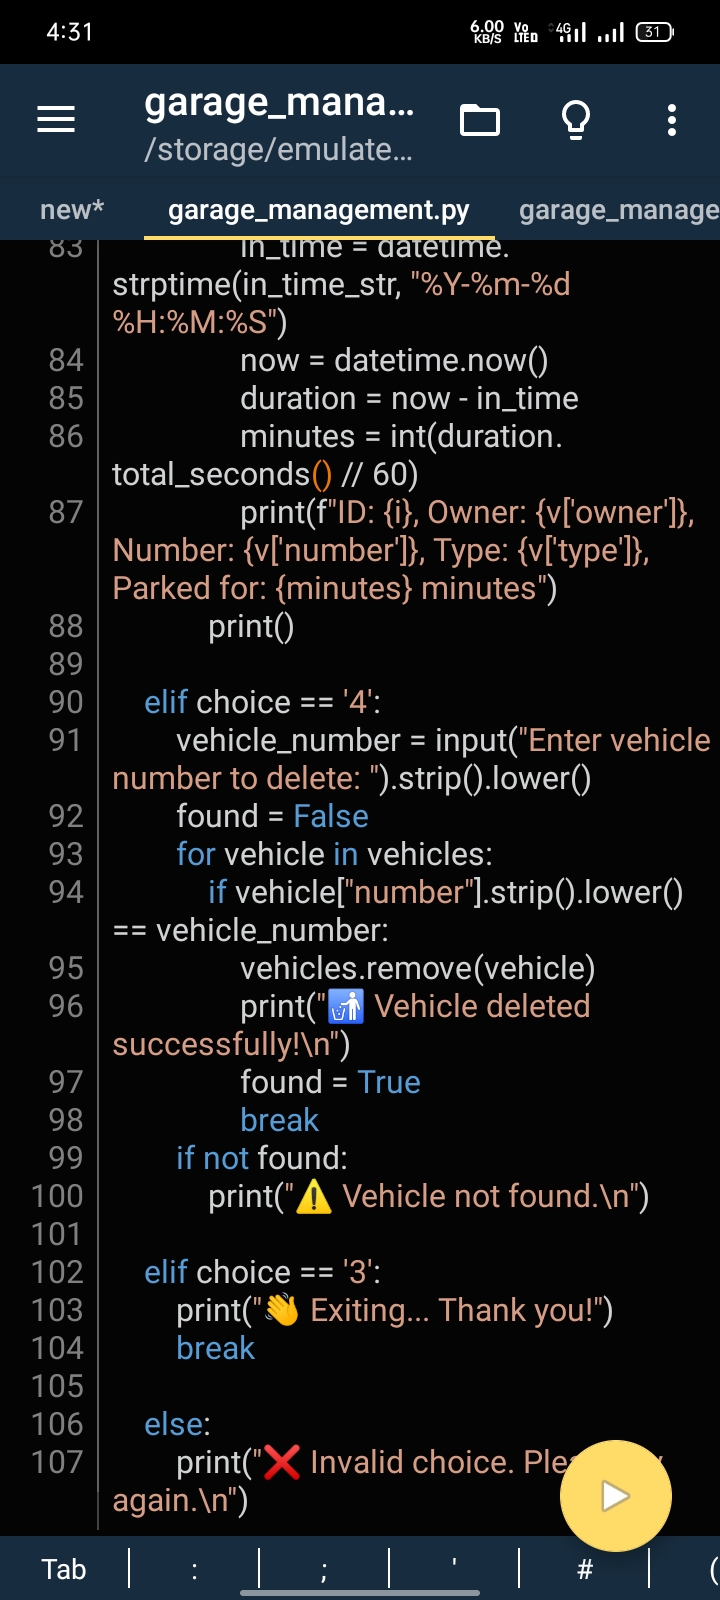 4:31
6.00 KB/S Vo LTED 4G 31
garage_mana...
/storage/emulate...
new* garage_management.py garage_manage
83 in_time = datetime.
strptime(in_time_str, "%Y-%m-%d
%H:%M:%S")
84 now = datetime.now()
85 duration = now - in_time
86 minutes = int(duration.
total_seconds() // 60)
87 print(f"ID: {i}, Owner: {v['owner']},
Number: {v['number']}, Type: {v['type']},
Parked for: {minutes} minutes")
88 print()
89
90 elif choice == '4':
91 vehicle_number = input("Enter vehicle
number to delete: ").strip().lower()
92 found = False
93 for vehicle in vehicles:
94 if vehicle["number"].strip().lower()
== vehicle_number:
95 vehicles.remove(vehicle)
96 print("🚮 Vehicle deleted
successfully!\n")
97 found = True
98 break
99 if not found:
100 print("⚠️ Vehicle not found.\n")
101
102 elif choice == '3':
103 print("👋 Exiting... Thank you!")
104 break
105
106 else:
107 print("❌ Invalid choice.
again.\n")
Tab : ; ' # (